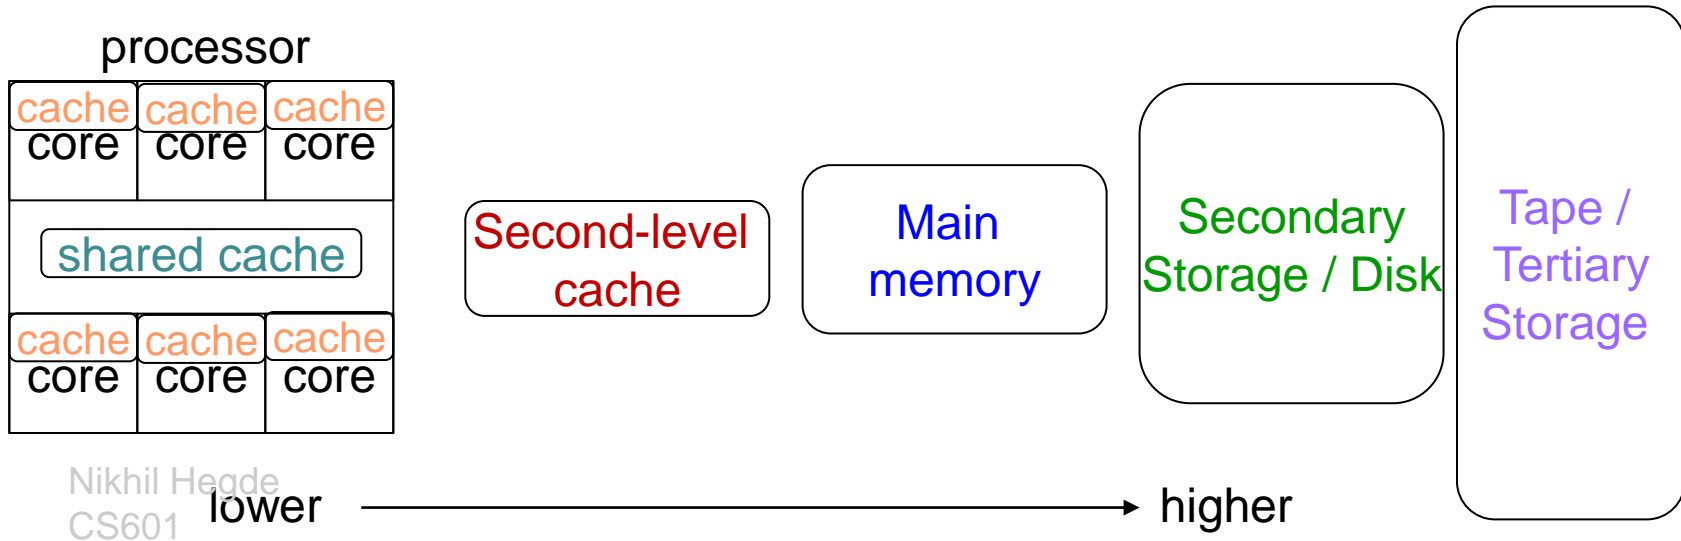 processor
cache cache cache
core core core
shared cache
cache cache cache
core core core
Second-level
cache
Main
memory
Secondary
Storage / Disk
Tape /
Tertiary
Storage
Nikhil Hegde
CS601
lower higher